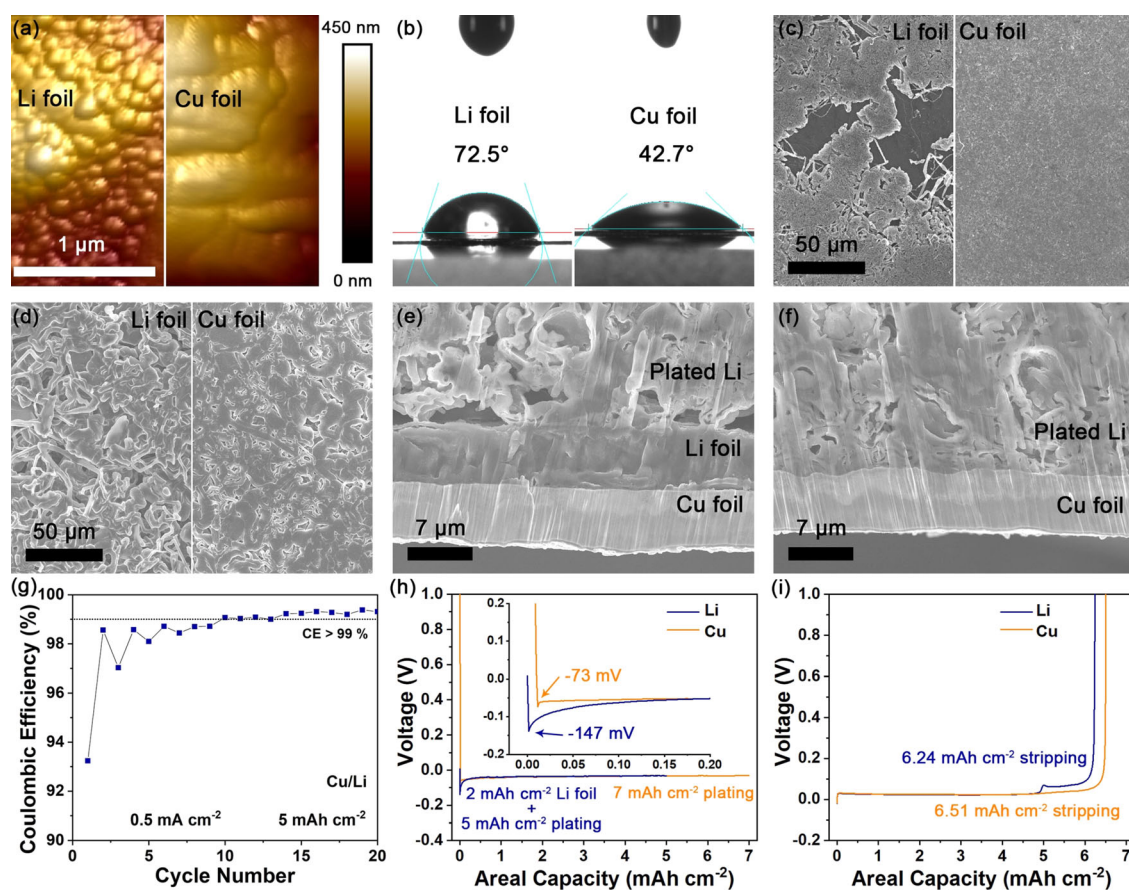 (a)
Li foil
Cu foil
1 μm
450 nm
0 nm
(b)
Li foil
72.5°
Cu foil
42.7°
(c)
Li foil
Cu foil
50 μm
(d)
Li foil
Cu foil
50 μm
(e)
Plated Li
Li foil
Cu foil
7 μm
(f)
Plated Li
Cu foil
7 μm
(g)
Coulombic Efficiency (%)
100
98
96
94
92
90
CE > 99 %
Cu/Li
0.5 mA cm⁻²
5 mAh cm⁻²
0 5 10 15 20
Cycle Number
(h)
Voltage (V)
1.0
0.8
0.6
0.4
0.2
0.0
-0.2
-0.4
Li
Cu
0.2
0.1
0.0
-0.1
-0.2
-73 mV
-147 mV
0.00 0.05 0.10 0.15 0.20
2 mAh cm⁻² Li foil
+
5 mAh cm⁻² plating
7 mAh cm⁻² plating
0 1 2 3 4 5 6 7
Areal Capacity (mAh cm⁻²)
(i)
Voltage (V)
1.0
0.8
0.6
0.4
0.2
0.0
-0.2
Li
Cu
6.24 mAh cm⁻² stripping
6.51 mAh cm⁻² stripping
0 1 2 3 4 5 6 7
Areal Capacity (mAh cm⁻²)